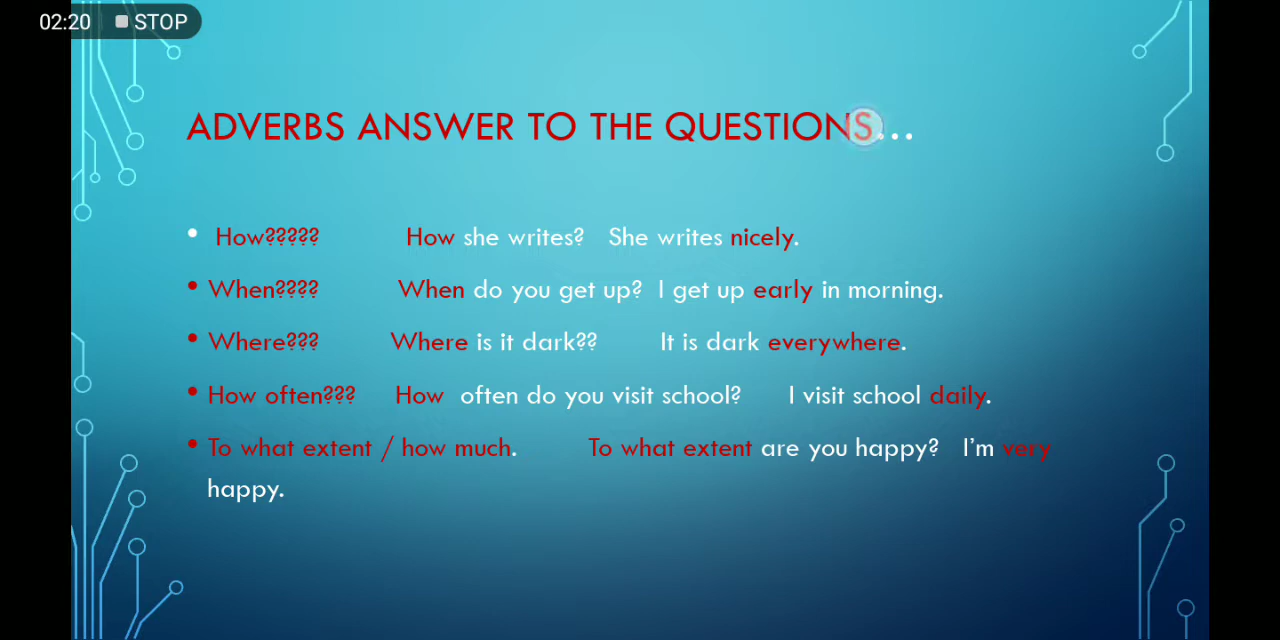 02:20 STOP
ADVERBS ANSWER TO THE QUESTIONS...
• How????? How she writes? She writes nicely.
• When???? When do you get up? I get up early in morning.
• Where??? Where is it dark?? It is dark everywhere.
• How often??? How often do you visit school? I visit school daily.
• To what extent / how much. To what extent are you happy? I'm very
happy.